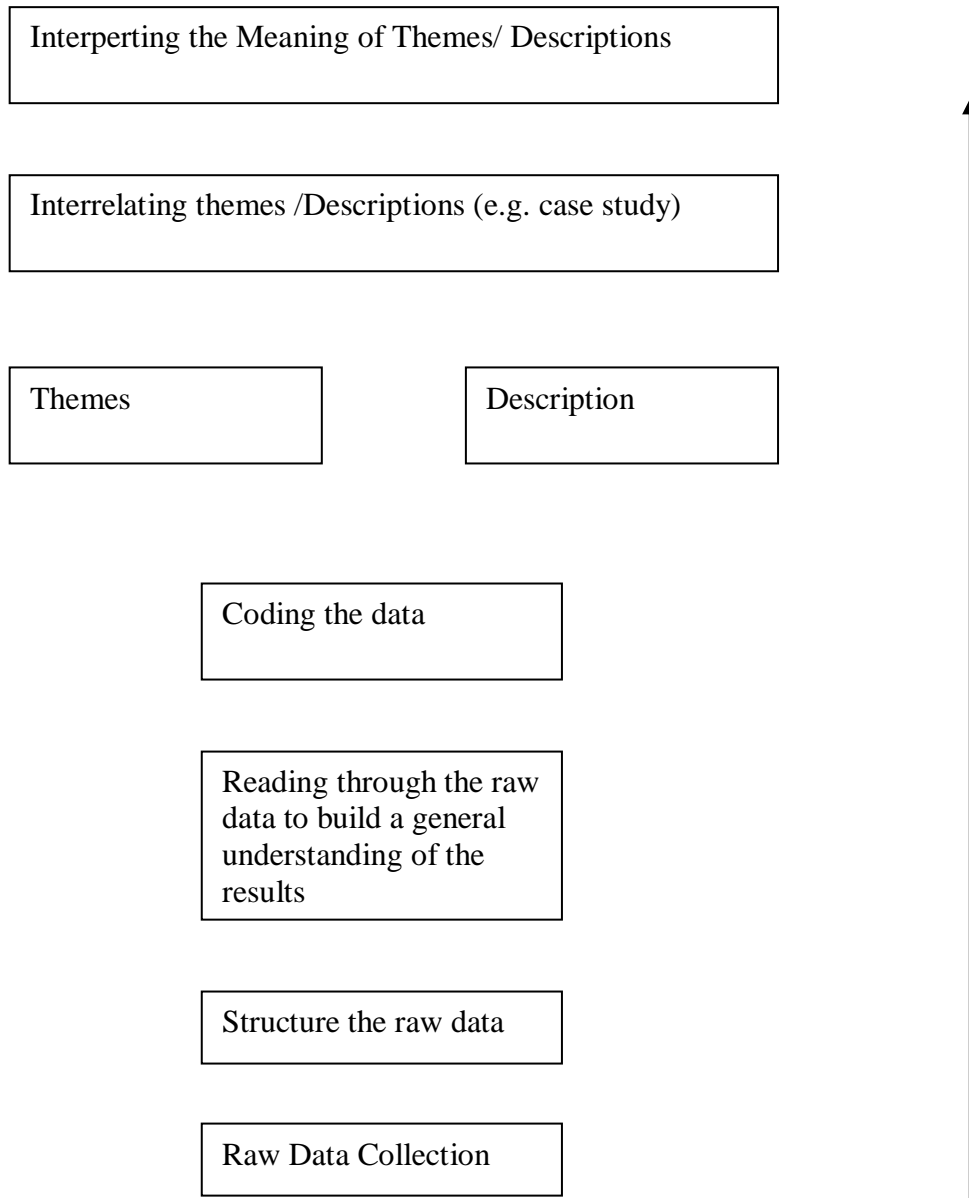 Interperting the Meaning of Themes/ Descriptions
Interrelating themes /Descriptions (e.g. case study)
Themes
Description
Coding the data
Reading through the raw
data to build a general
understanding of the
results
Structure the raw data
Raw Data Collection